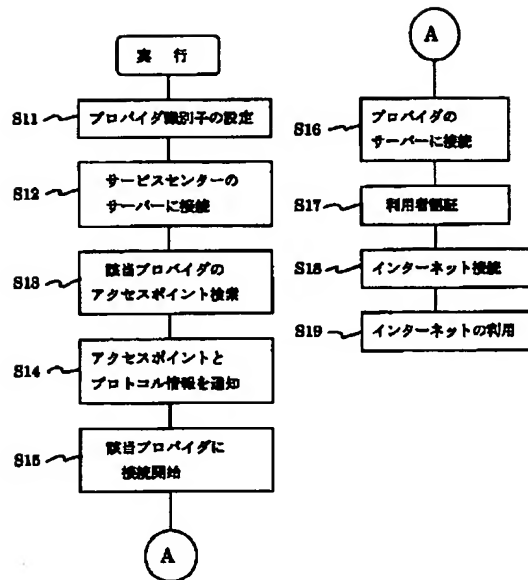 実 行
S11
プロバイダ識別子の設定
S12
サービスセンターの
サーバーに接続
S13
該当プロバイダの
アクセスポイント検索
S14
アクセスポイントと
プロトコル情報を通知
S15
該当プロバイダに
接続開始
A
A
S16
プロバイダの
サーバーに接続
S17
利用者認証
S18
インターネット接続
S19
インターネットの利用